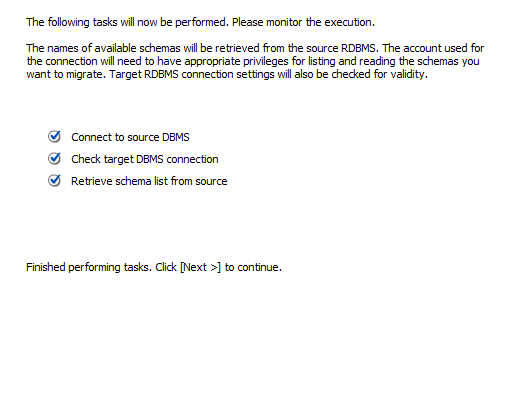 The following tasks will now be performed. Please monitor the execution.
The names of available schemas will be retrieved from the source RDBMS. The account used for
the connection will need to have appropriate privileges for listing and reading the schemas you
want to migrate. Target RDBMS connection settings will also be checked for validity.
Connect to source DBMS
Check target DBMS connection
Retrieve schema list from source
Finished performing tasks. Click [Next >] to continue.